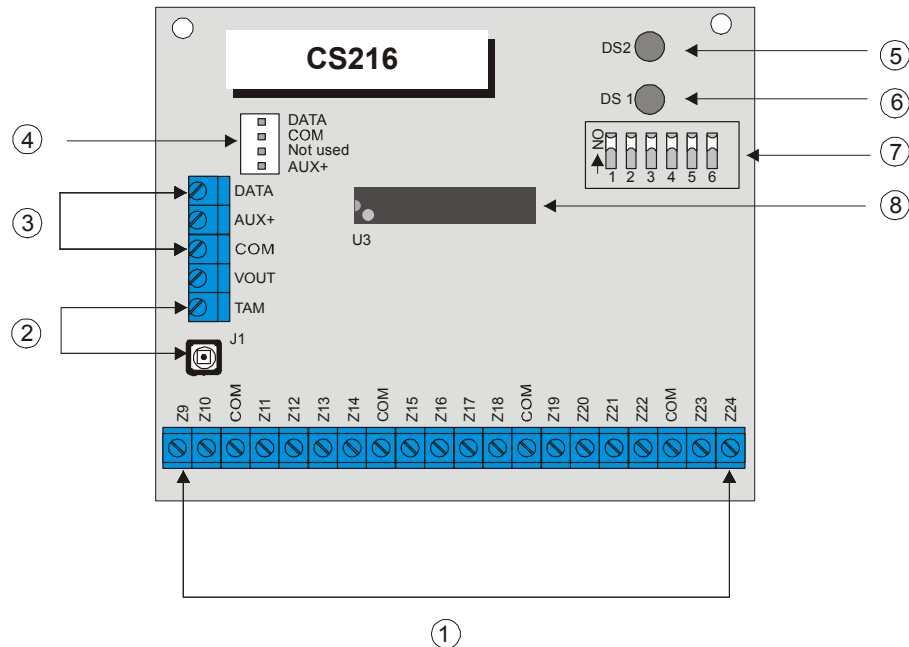 CS216
DS2
5
DS 1
6
4
DATA
COM
Not used
AUX+
NO
1 2 3 4 5 6
7
3
DATA
AUX+
COM
VOUT
TAM
U3
8
2
J1
Z9 Z10 COM Z11 Z12 Z13 Z14 COM Z15 Z16 Z17 Z18 COM Z19 Z20 Z21 Z22 COM Z23 Z24
1